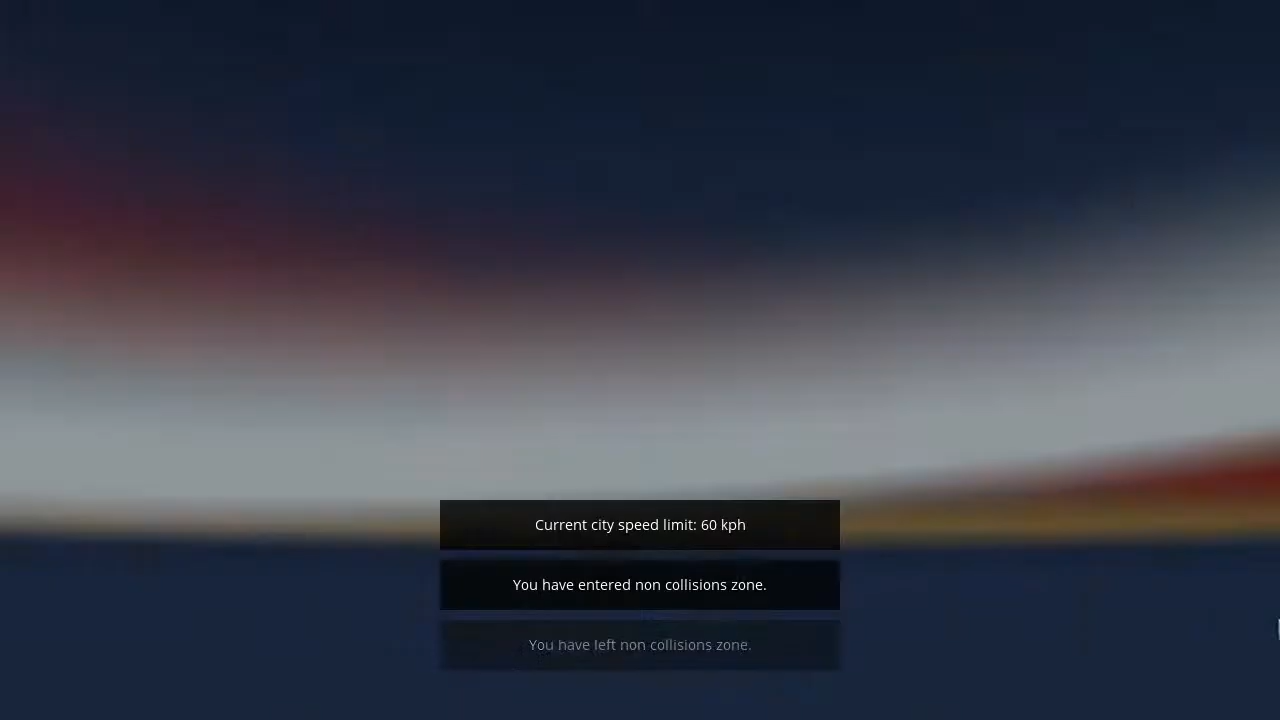 Current city speed limit: 60 kph
You have entered non collisions zone.
You have left non collisions zone.